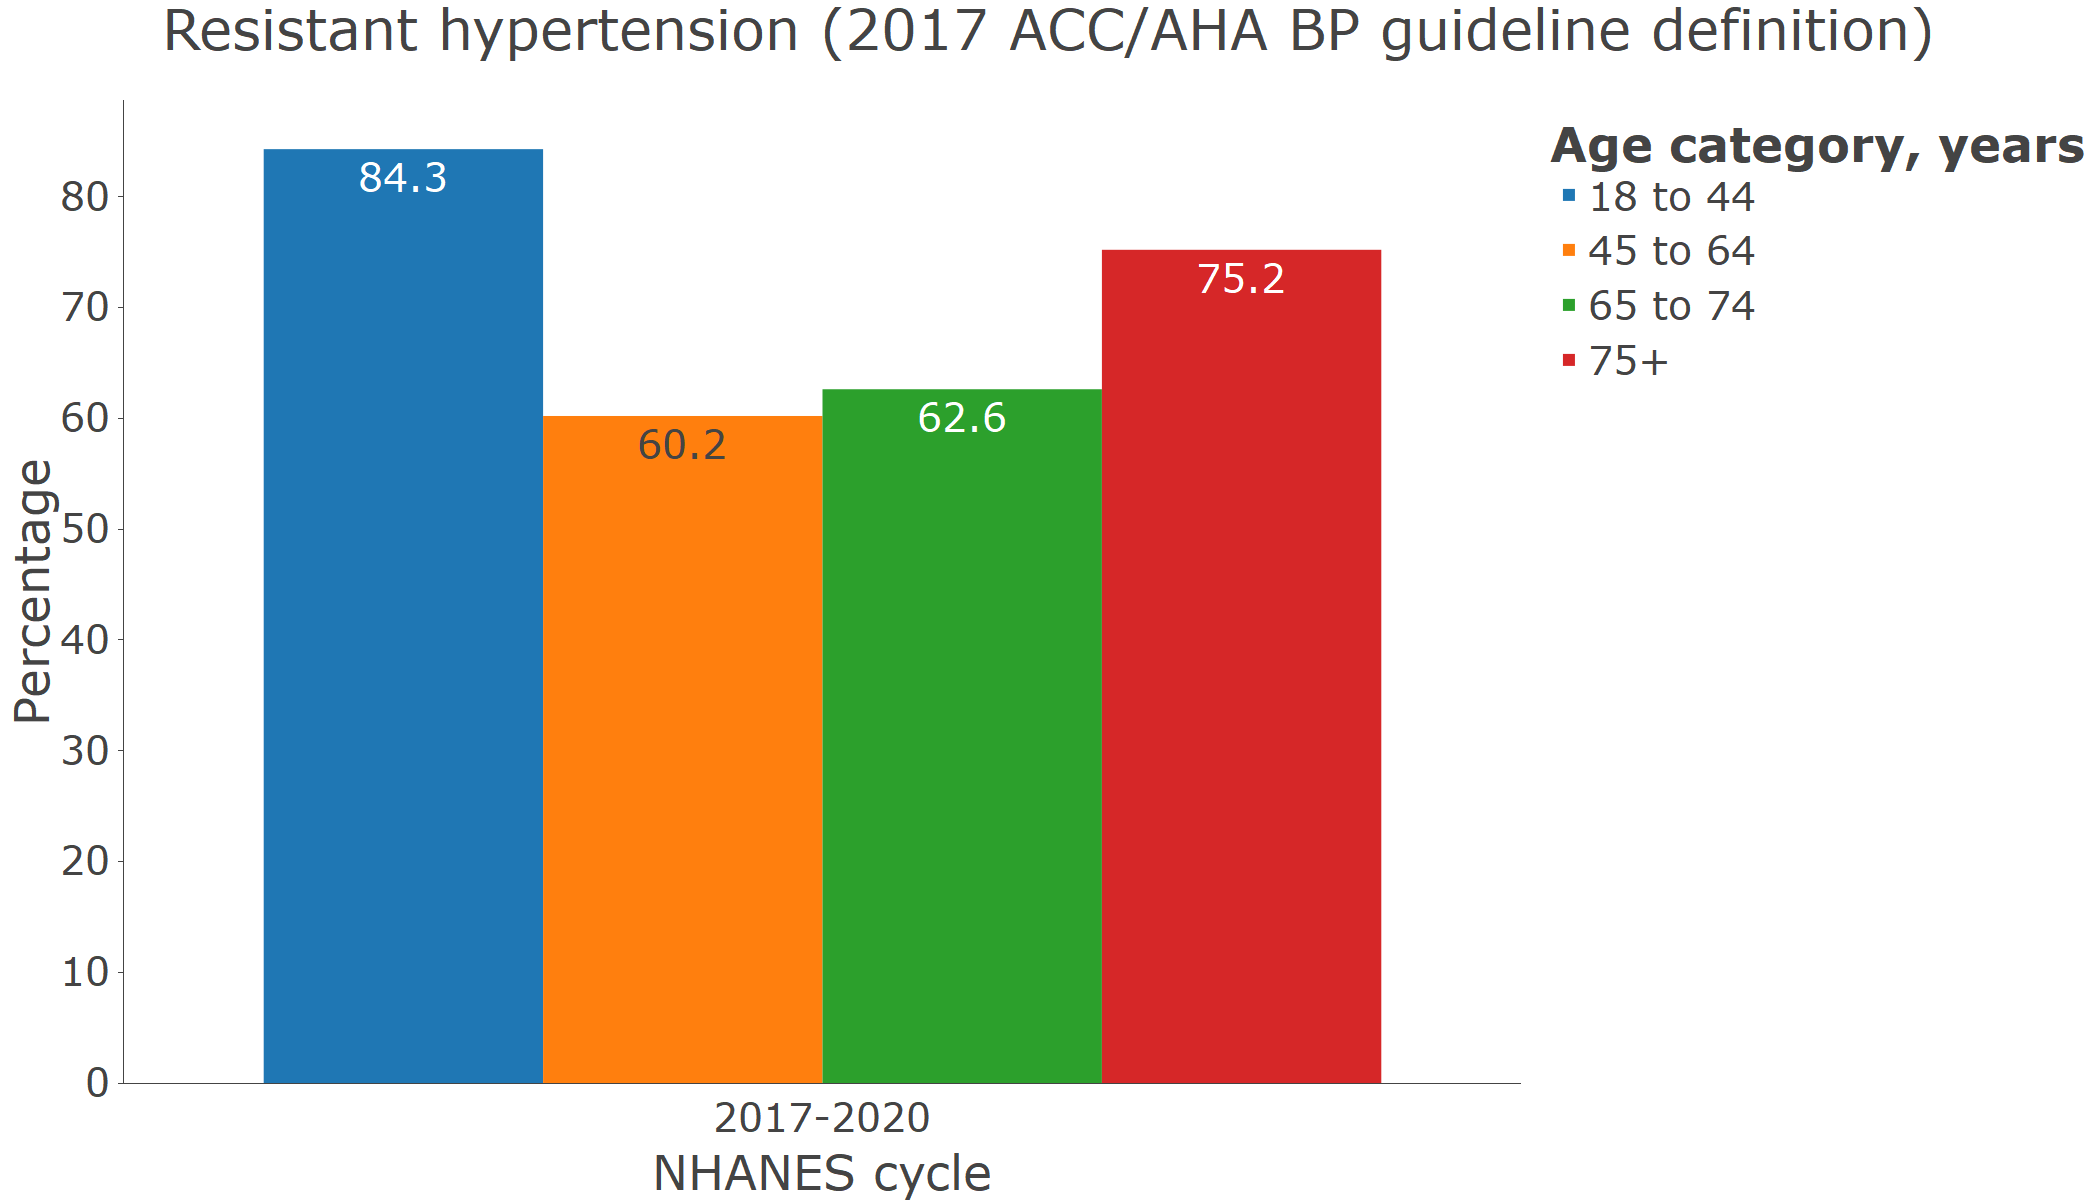 Resistant hypertension (2017 ACC/AHA BP guideline definition)
Percentage
80
70
60
50
40
30
20
10
0
84.3
60.2
62.6
75.2
2017-2020
NHANES cycle
Age category, years
18 to 44
45 to 64
65 to 74
75+